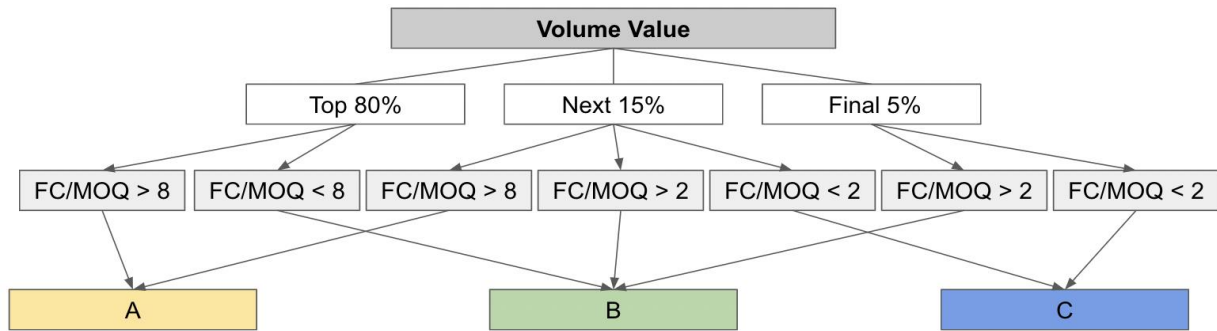 Volume Value
Top 80%
Next 15%
Final 5%
FC/MOQ > 8
FC/MOQ < 8
FC/MOQ > 8
FC/MOQ > 2
FC/MOQ < 2
FC/MOQ > 2
FC/MOQ < 2
A
B
C